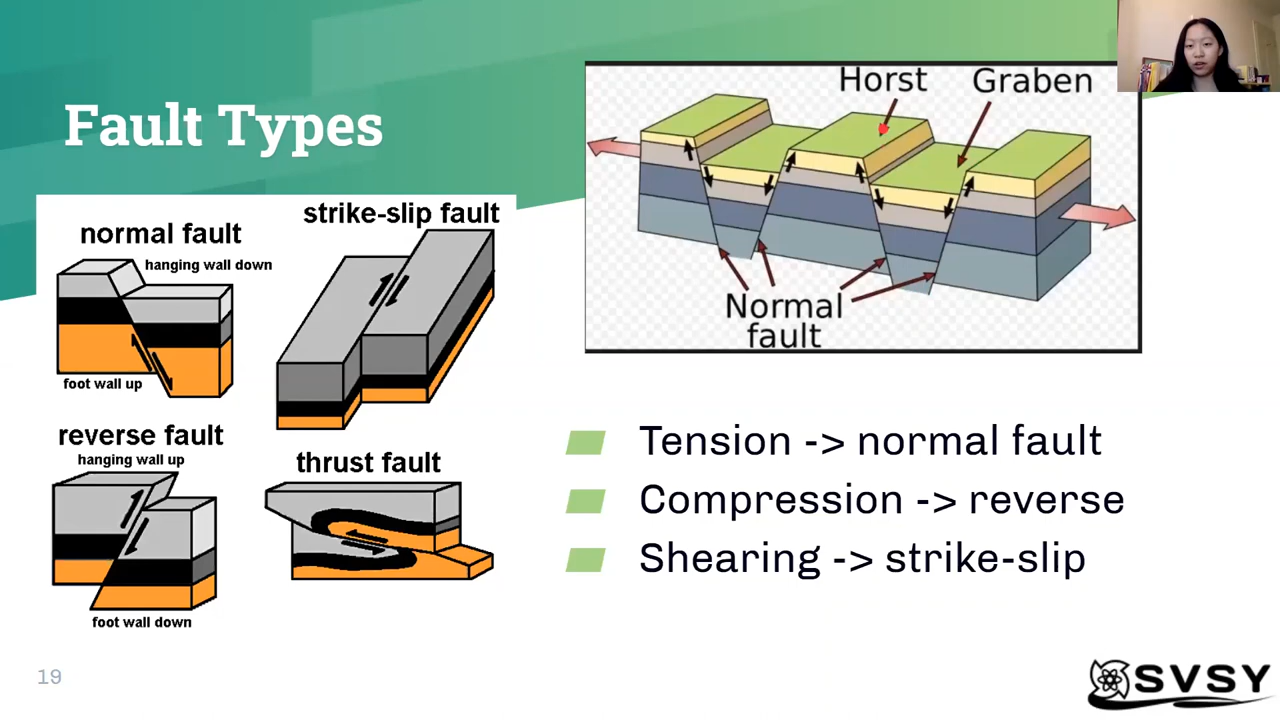 Fault Types
normal fault
hanging wall down
foot wall up
strike-slip fault
reverse fault
hanging wall up
foot wall down
thrust fault
Horst
Graben
Normal
fault
Tension -> normal fault
Compression -> reverse
Shearing -> strike-slip
19
SVSY